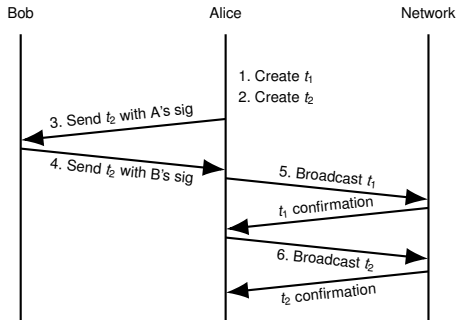 Bob Alice Network
1. Create t₁
2. Create t₂
3. Send t₂ with A's sig
4. Send t₂ with B's sig
5. Broadcast t₁
t₁ confirmation
6. Broadcast t₂
t₂ confirmation